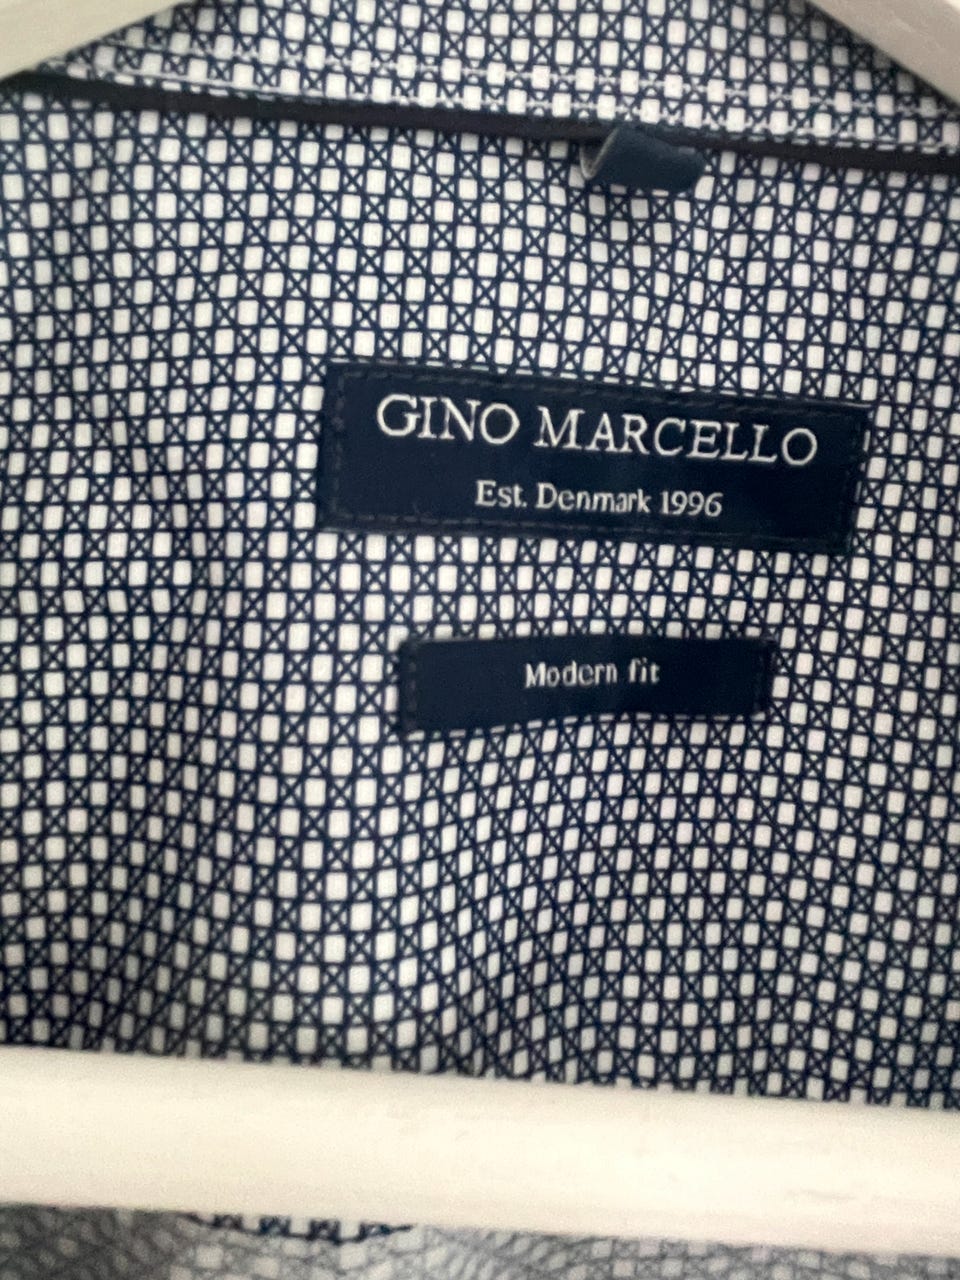 GINO MARCELLO
Est. Denmark 1996
Modern fit